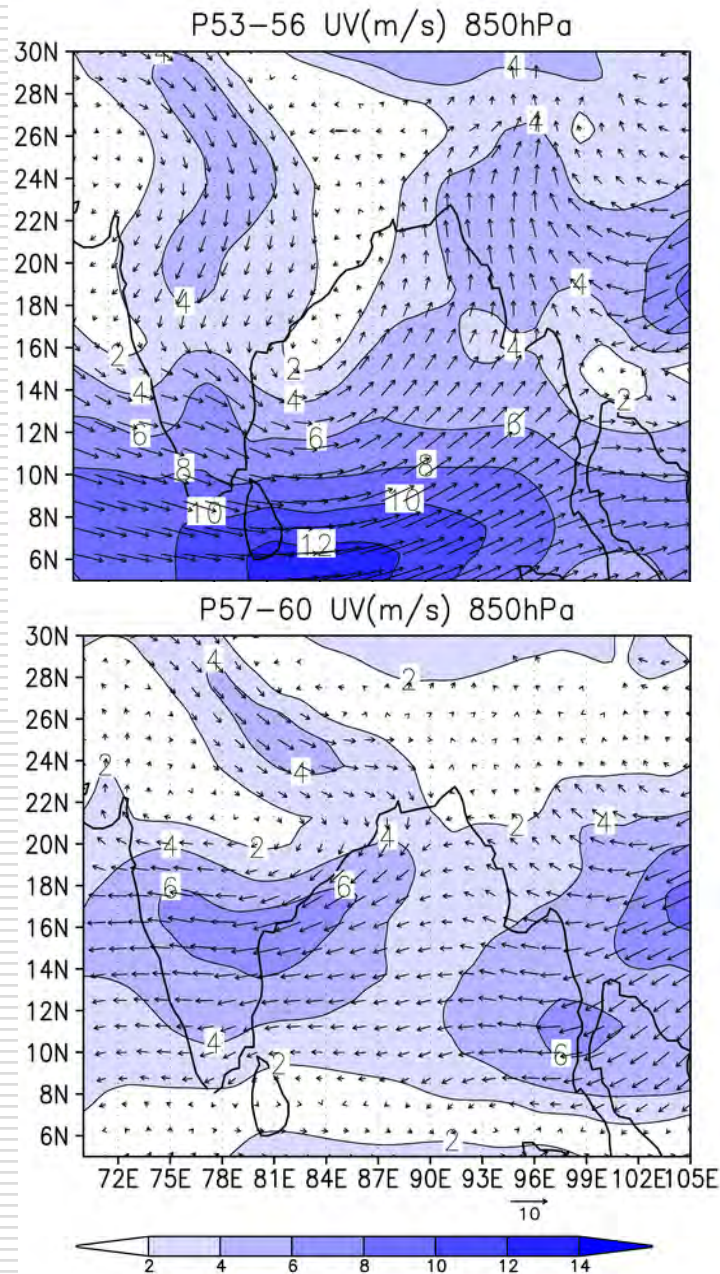 P53-56 UV(m/s) 850hPa
30N
28N
26N
24N
22N
20N
18N
16N
14N
12N
10N
8N
6N
4
4
4
4
4
4
2
2
2
4
4
6
6
6
8
8
10
10
12
P57-60 UV(m/s) 850hPa
30N
28N
26N
24N
22N
20N
18N
16N
14N
12N
10N
8N
6N
4
2
2
4
4
2
4
2
4
6
6
4
6
2
2
72E 75E 78E 81E 84E 87E 90E 93E 96E 99E 102E 105E
10
2 4 6 8 10 12 14